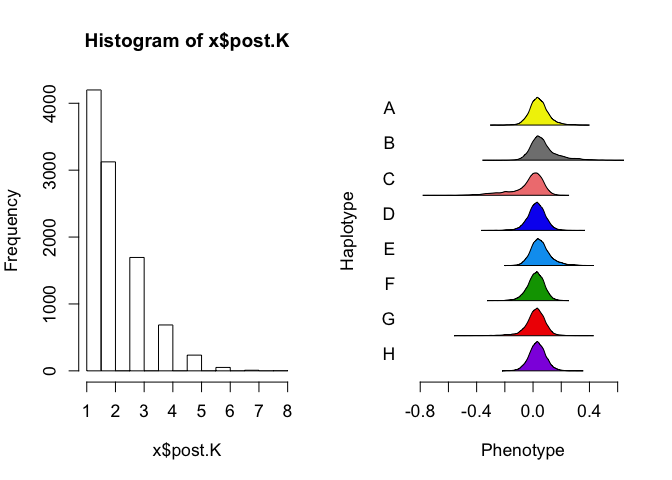 Histogram of x$post.K
Frequency
0
1000
2000
3000
4000
1 2 3 4 5 6 7 8
x$post.K
Haplotype
A
B
C
D
E
F
G
H
-0.8 -0.4 0.0 0.4
Phenotype